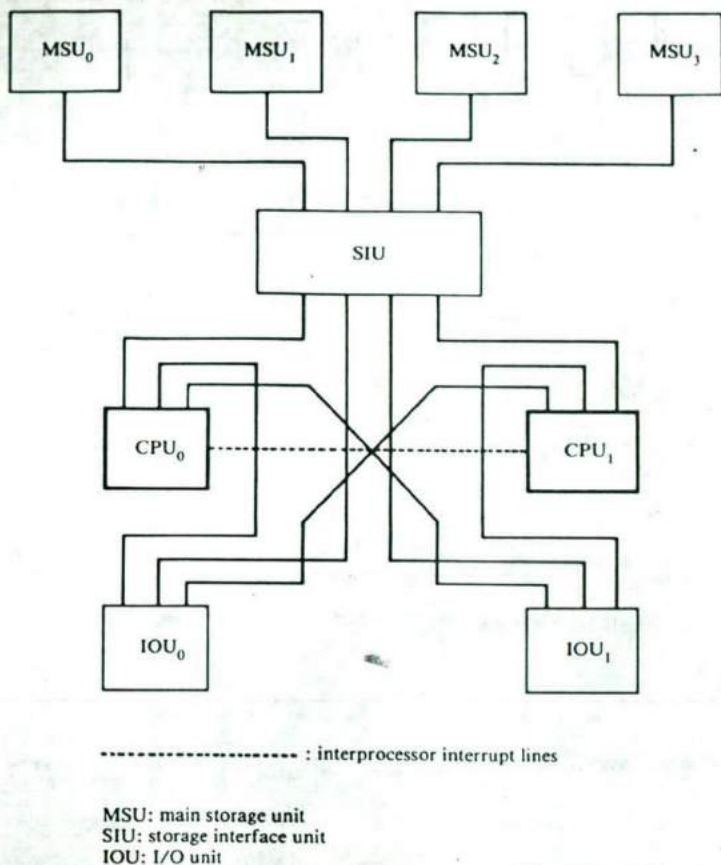 MSU₀ MSU₁ MSU₂ MSU₃
SIU
CPU₀ CPU₁
IOU₀ IOU₁
: interprocessor interrupt lines
MSU: main storage unit
SIU: storage interface unit
IOU: I/O unit